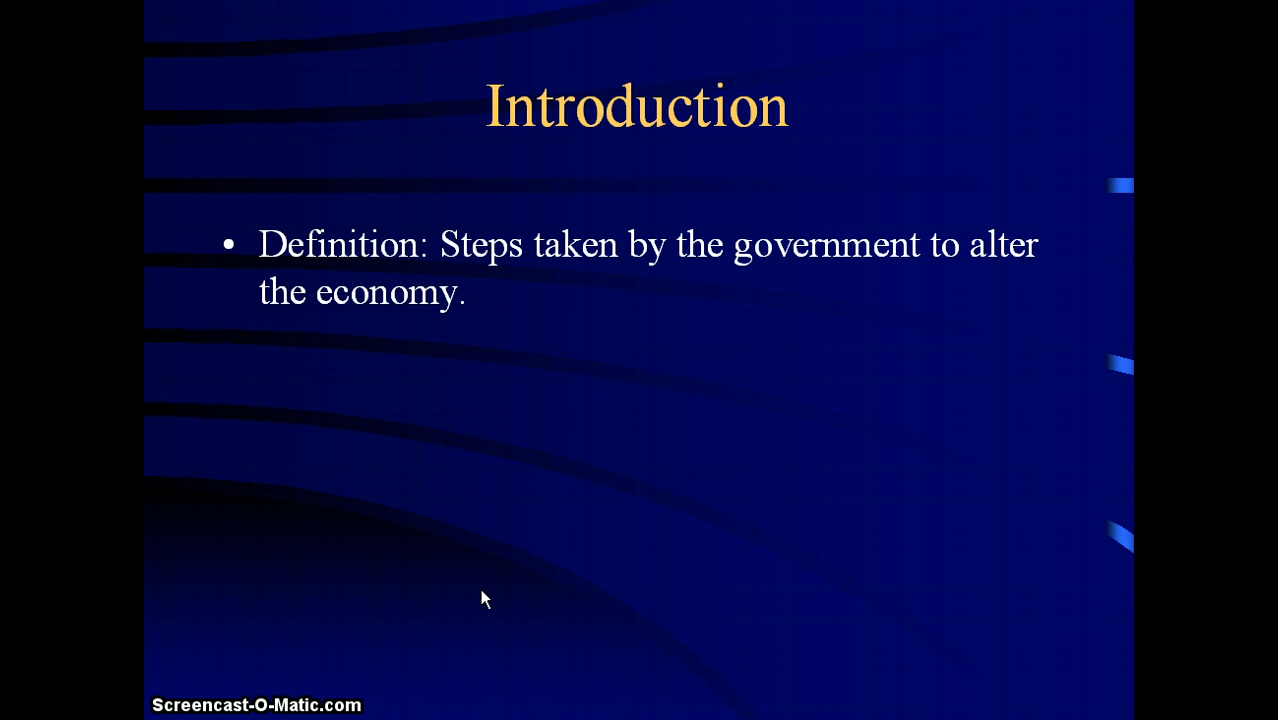 Introduction
• Definition: Steps taken by the government to alter
the economy.
Screencast-O-Matic.com